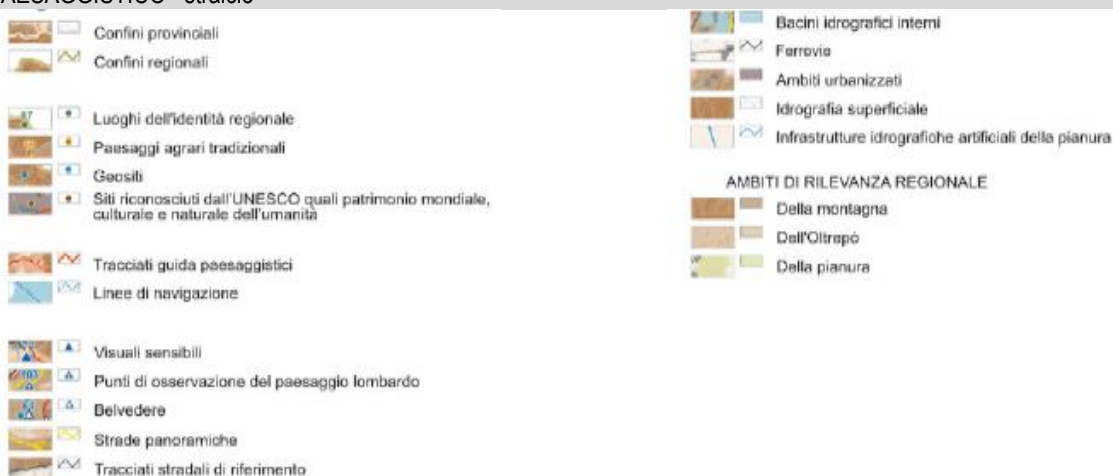 AESAGGISTICO - stralcio
Confini provinciali
Confini regionali
Luoghi dell'identità regionale
Paesaggi agrari tradizionali
Geositi
Siti riconosciuti dall'UNESCO quali patrimonio mondiale,
culturale e naturale dell'umanità
Tracciati guida paesaggistici
Linee di navigazione
Visuali sensibili
Punti di osservazione del paesaggio lombardo
Belvedere
Strade panoramiche
Tracciati stradali di riferimento
Bacini idrografici interni
Ferrovie
Ambiti urbanizzati
Idrografia superficiale
Infrastrutture idrografiche artificiali della pianura
AMBITI DI RILEVANZA REGIONALE
Della montagna
Dell'Oltrepò
Della pianura